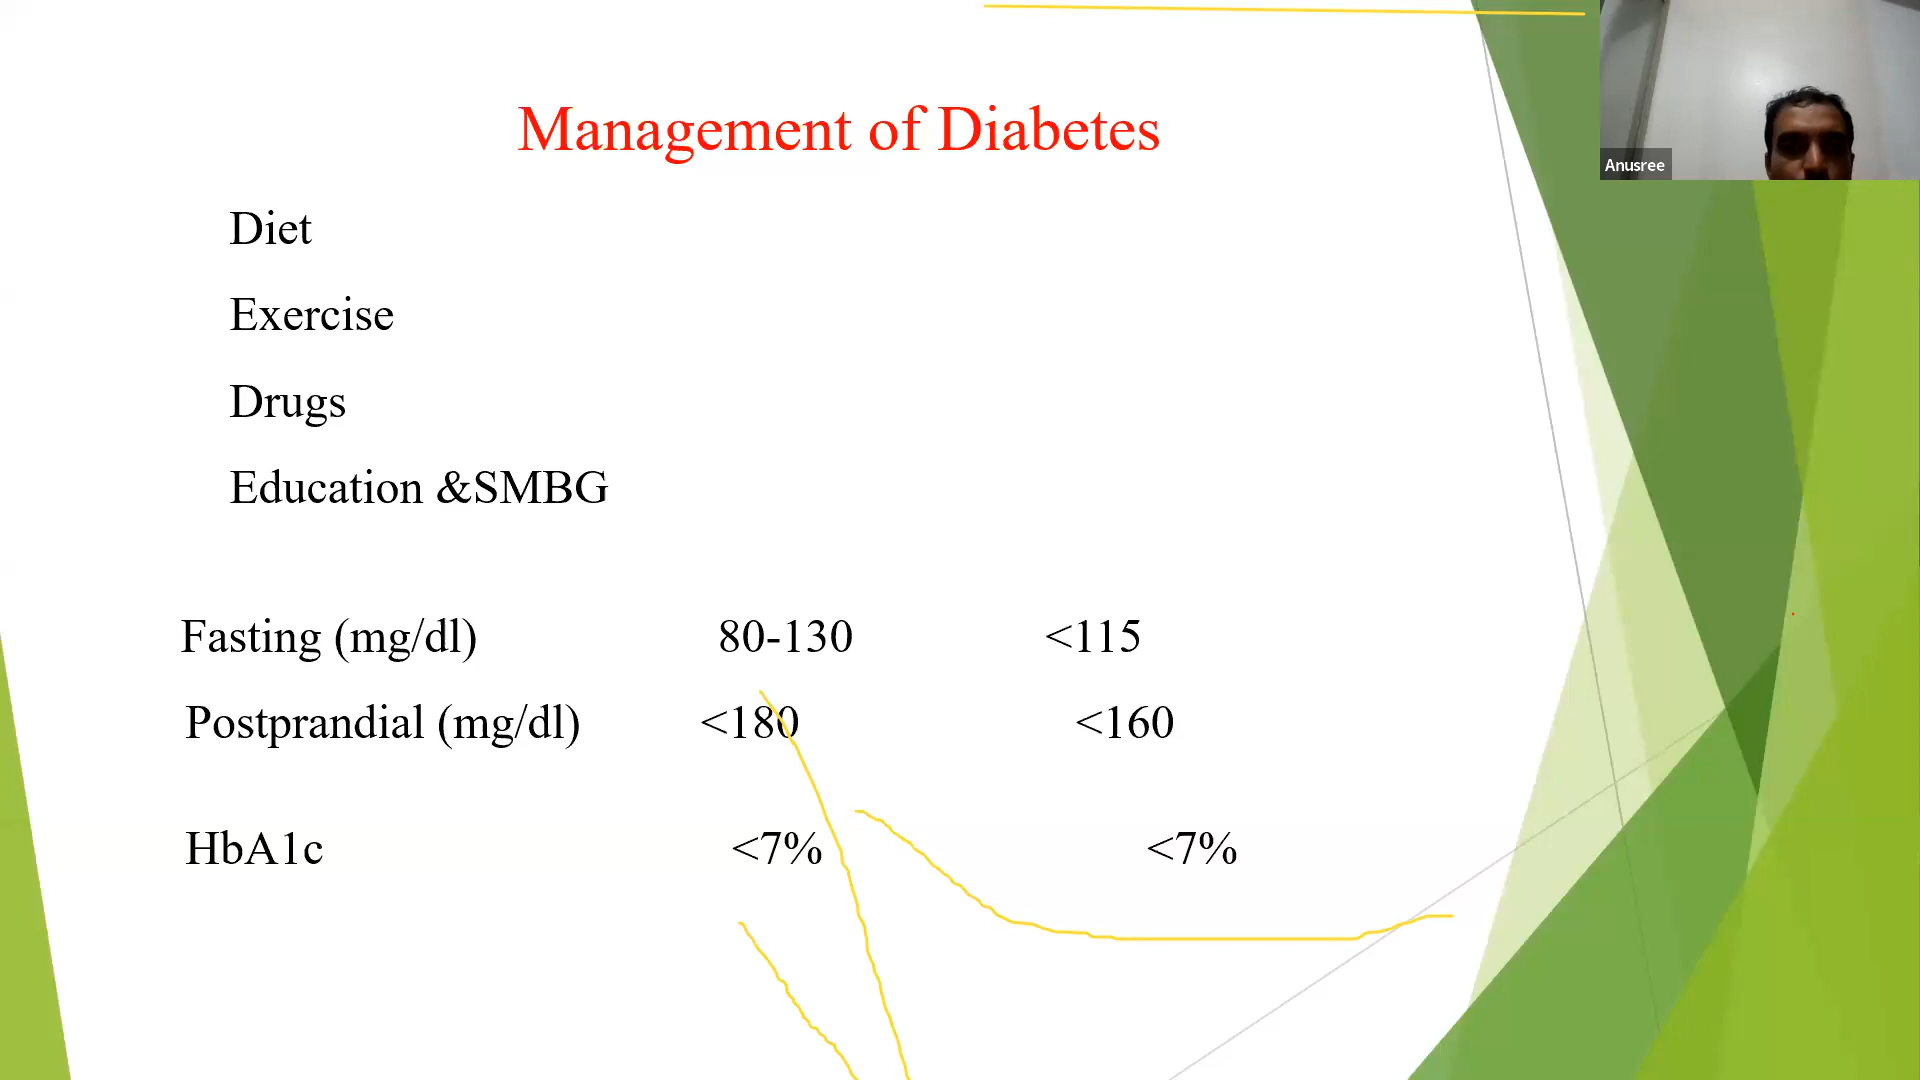 Management of Diabetes
Anusree
Diet
Exercise
Drugs
Education &SMBG
Fasting (mg/dl) 80-130 <115
Postprandial (mg/dl) <180 <160
HbA1c <7% <7%